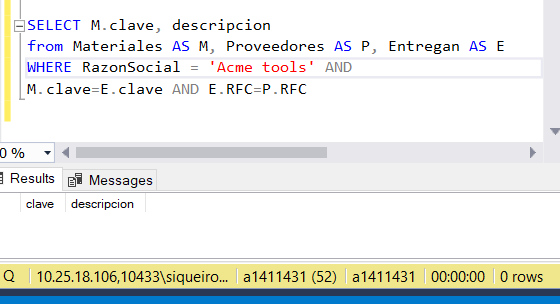 SELECT M.clave, descripcion
from Materiales AS M, Proveedores AS P, Entregan AS E
WHERE RazonSocial = 'Acme tools' AND
M.clave=E.clave AND E.RFC=P.RFC
0 %
Results Messages
clave descripcion
Q 10.25.18.106,10433\siqueiro... a1411431 (52) a1411431 00:00:00 0 rows